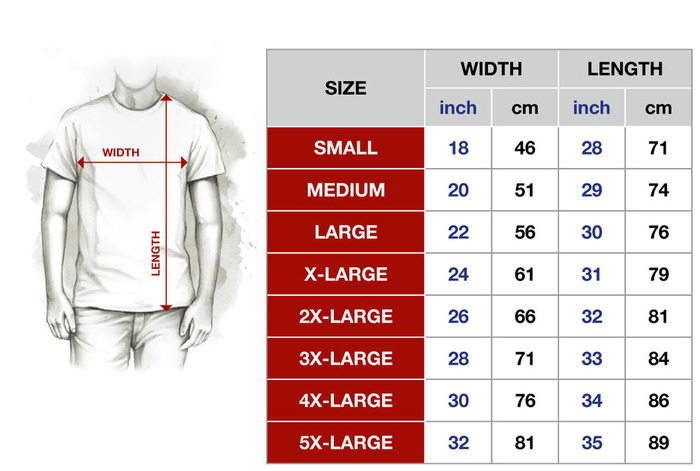 WIDTH
LENGTH
SIZE WIDTH LENGTH
inch cm inch cm
SMALL 18 46 28 71
MEDIUM 20 51 29 74
LARGE 22 56 30 76
X-LARGE 24 61 31 79
2X-LARGE 26 66 32 81
3X-LARGE 28 71 33 84
4X-LARGE 30 76 34 86
5X-LARGE 32 81 35 89